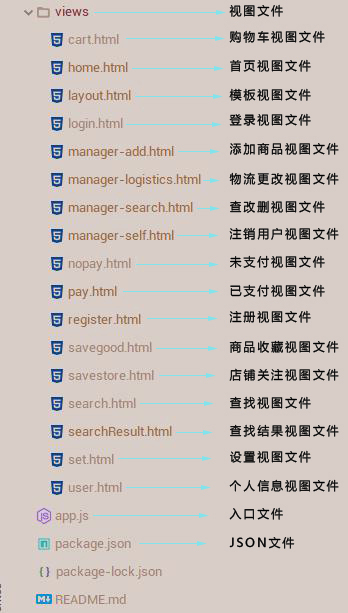 views 视图文件
cart.html 购物车视图文件
home.html 首页视图文件
layout.html 模板视图文件
login.html 登录视图文件
manager-add.html 添加商品视图文件
manager-logistics.html 物流更改视图文件
manager-search.html 查改删视图文件
manager-self.html 注销用户视图文件
nopay.html 未支付视图文件
pay.html 已支付视图文件
register.html 注册视图文件
savegood.html 商品收藏视图文件
savestore.html 店铺关注视图文件
search.html 查找视图文件
searchResult.html 查找结果视图文件
set.html 设置视图文件
user.html 个人信息视图文件
app.js 入口文件
package.json JSON文件
package-lock.json
README.md